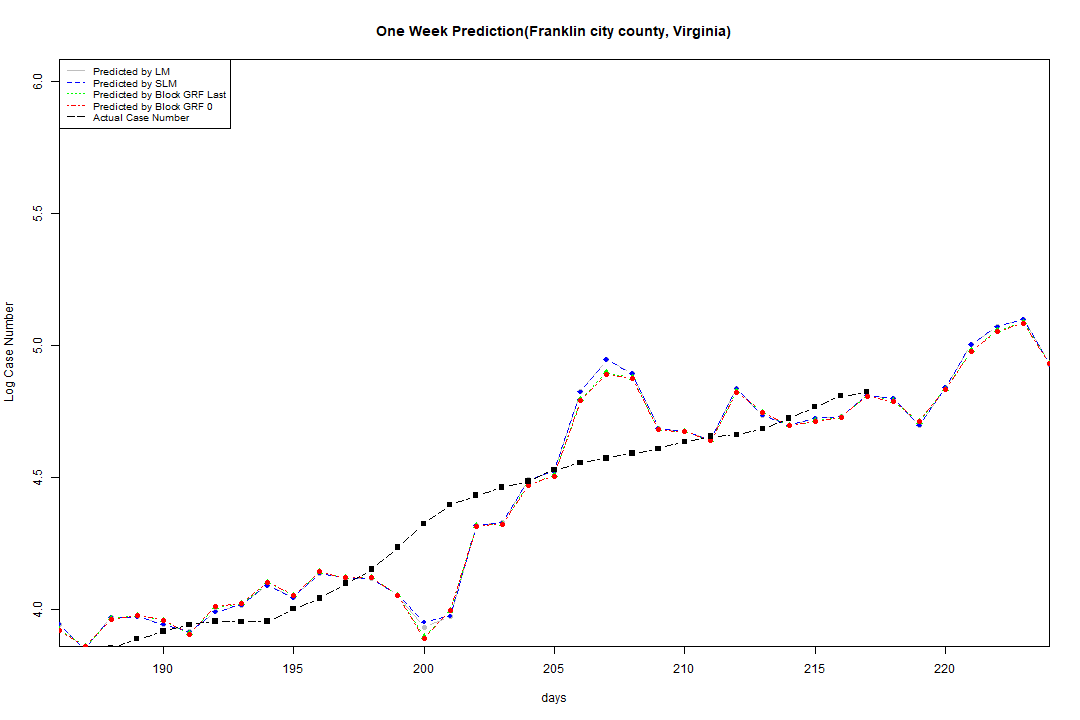 One Week Prediction(Franklin city county, Virginia)
Predicted by LM
Predicted by SLM
Predicted by Block GRF Last
Predicted by Block GRF 0
Actual Case Number
6.0
5.5
5.0
4.5
4.0
Log Case Number
190 195 200 205 210 215 220
days